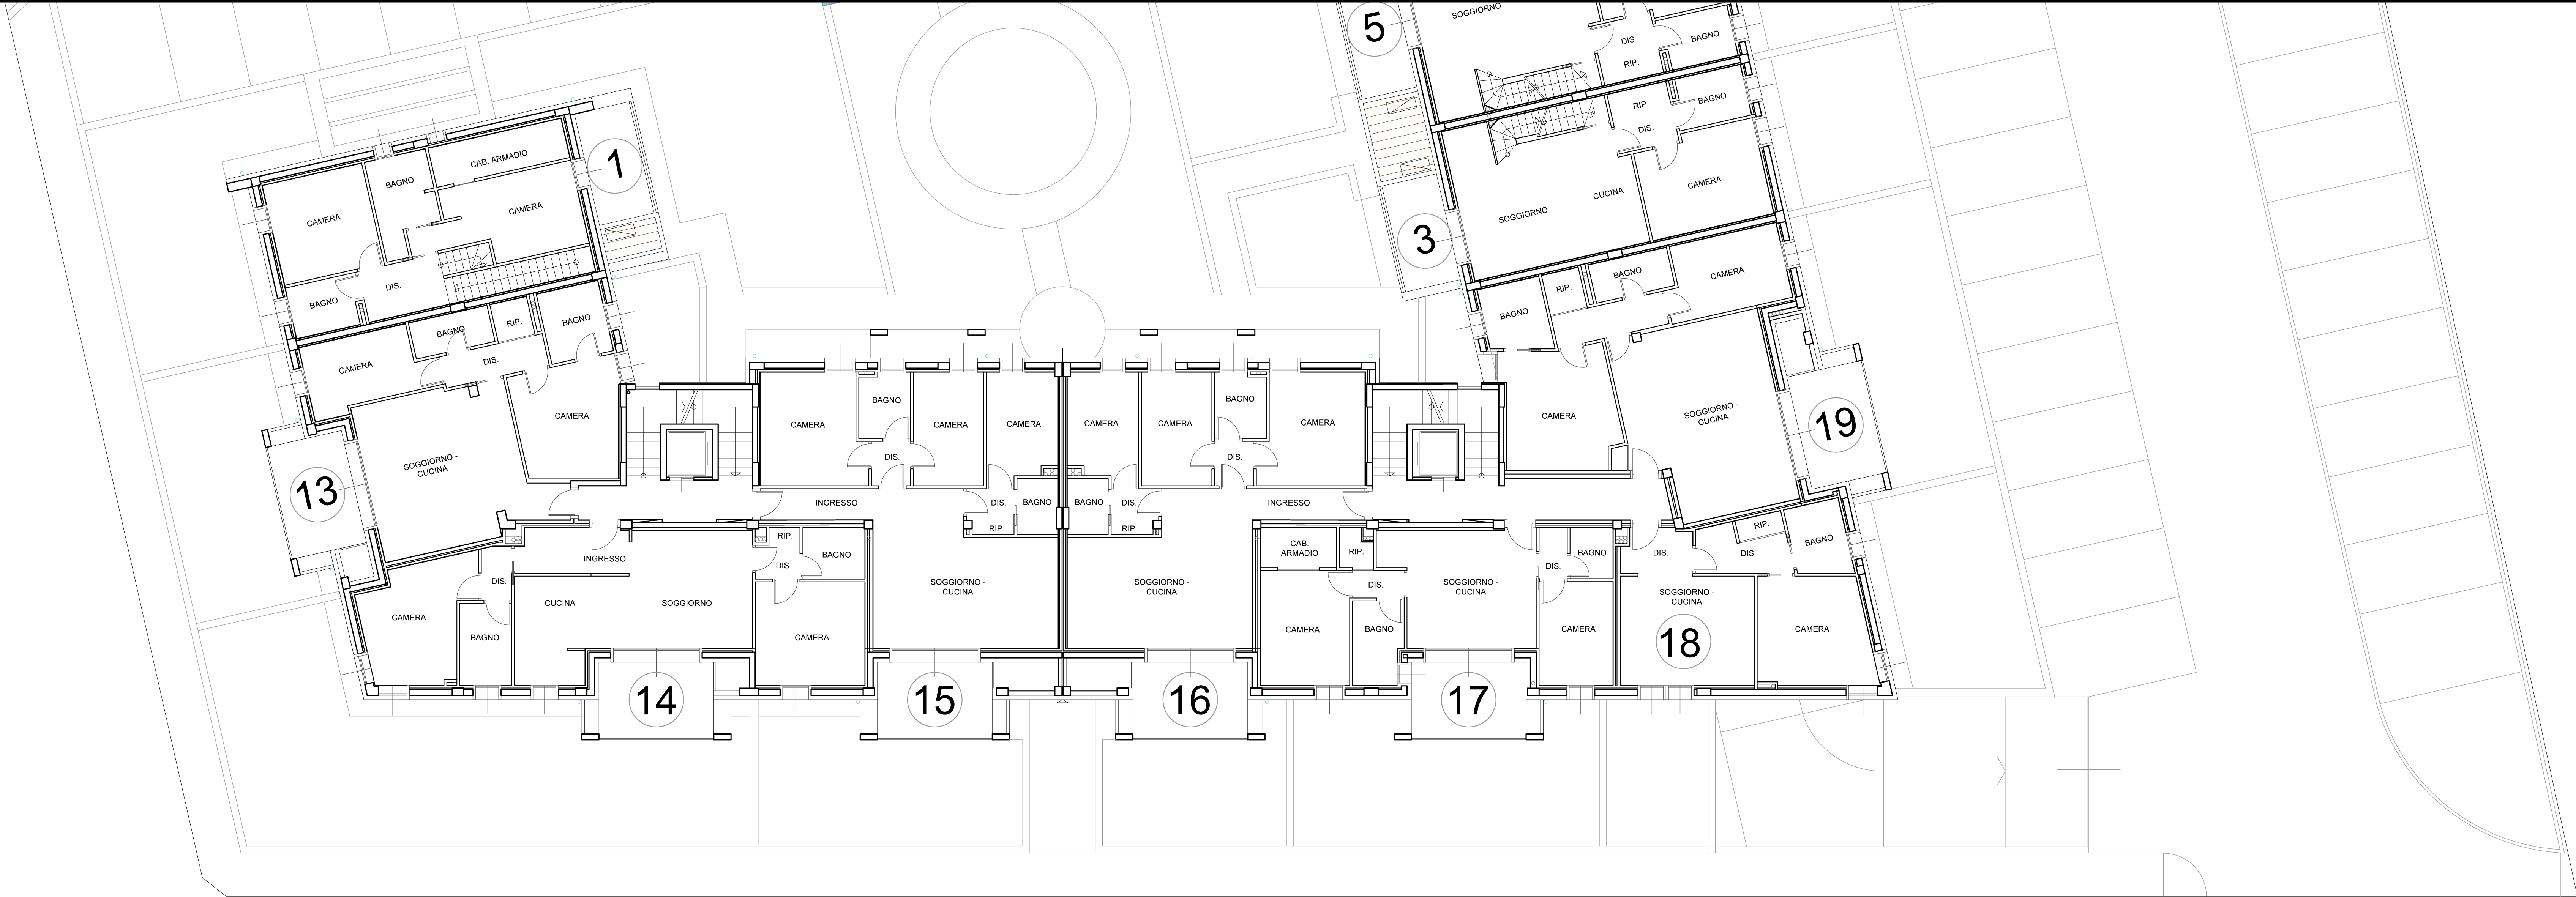 5
SOGGIORNO
DIS.
BAGNO
RIP.
1
CAB. ARMADIO
BAGNO
CAMERA
CAMERA
BAGNO
DIS.
3
RIP.
BAGNO
DIS.
CAMERA
CUCINA
SOGGIORNO
13
CAMERA
BAGNO
RIP.
BAGNO
DIS.
CAMERA
SOGGIORNO -
CUCINA
CAMERA
BAGNO
CAMERA
CAMERA
DIS.
INGRESSO
DIS.
BAGNO
RIP.
SOGGIORNO -
CUCINA
15
CAMERA
CAMERA
BAGNO
CAMERA
DIS.
BAGNO
DIS.
INGRESSO
RIP.
SOGGIORNO -
CUCINA
16
BAGNO
RIP.
BAGNO
CAMERA
CAMERA
SOGGIORNO -
CUCINA
19
INGRESSO
DIS.
CAMERA
BAGNO
CUCINA
SOGGIORNO
RIP.
BAGNO
DIS.
CAMERA
14
CAB.
ARMADIO
RIP.
DIS.
CAMERA
BAGNO
SOGGIORNO -
CUCINA
BAGNO
DIS.
CAMERA
17
DIS.
RIP.
BAGNO
DIS.
SOGGIORNO -
CUCINA
CAMERA
18